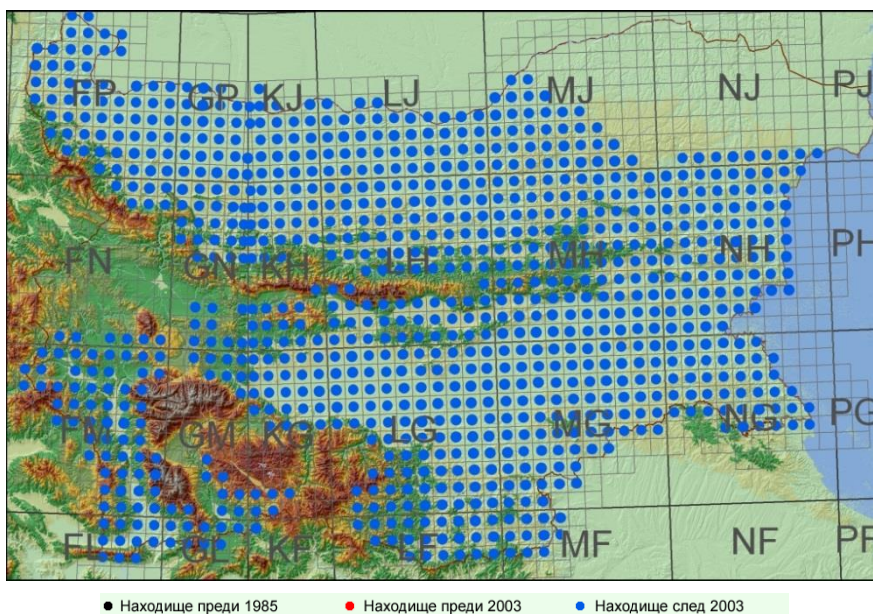 FP GP KJ LJ MJ NJ PJ
FN GN KH LH MH NH PH
FM GM KG LG MG NG PG
FL GL KF LF MF NF PF
Находище преди 1985 Находище преди 2003 Находище след 2003